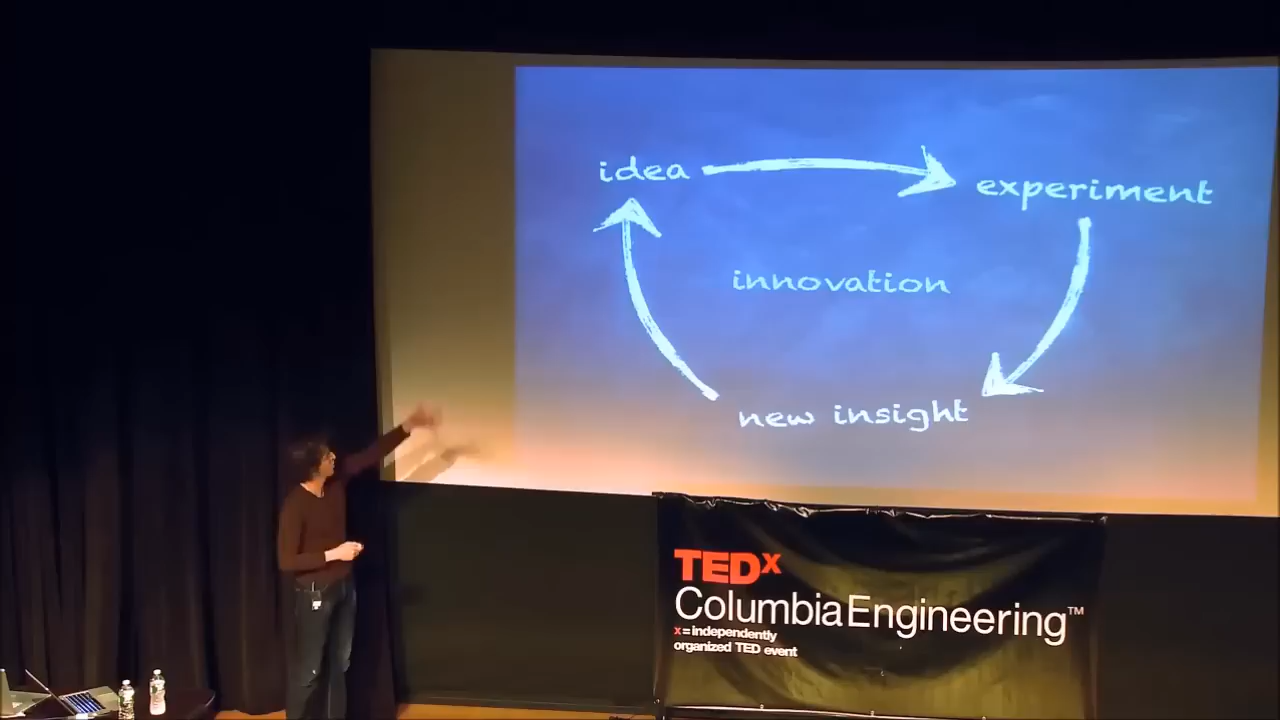 idea
experiment
innovation
new insight
TEDx
ColumbiaEngineering™
x = independently
organized TED event